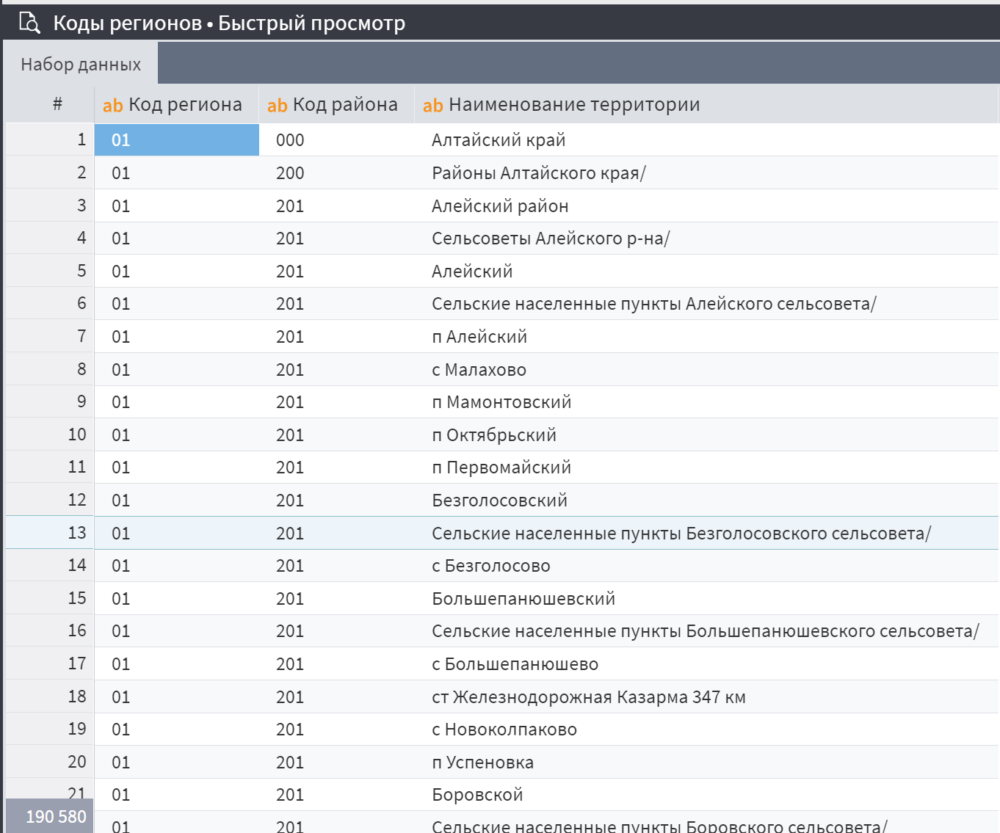 Коды регионов • Быстрый просмотр
Набор данных
# ab Код региона ab Код района ab Наименование территории
1 01 000 Алтайский край
2 01 200 Районы Алтайского края/
3 01 201 Алейский район
4 01 201 Сельсоветы Алейского р-на/
5 01 201 Алейский
6 01 201 Сельские населенные пункты Алейского сельсовета/
7 01 201 п Алейский
8 01 201 с Малахово
9 01 201 п Мамонтовский
10 01 201 п Октябрьский
11 01 201 п Первомайский
12 01 201 Безголосовский
13 01 201 Сельские населенные пункты Безголосовского сельсовета/
14 01 201 с Безголосово
15 01 201 Большепанюшевский
16 01 201 Сельские населенные пункты Большепанюшевского сельсовета/
17 01 201 с Большепанюшево
18 01 201 ст Железнодорожная Казарма 347 км
19 01 201 с Новоколпаково
20 01 201 п Успеновка
21 01 201 Боровской
190 580 01 201 Сельские населенные пункты Боровского сельсовета/